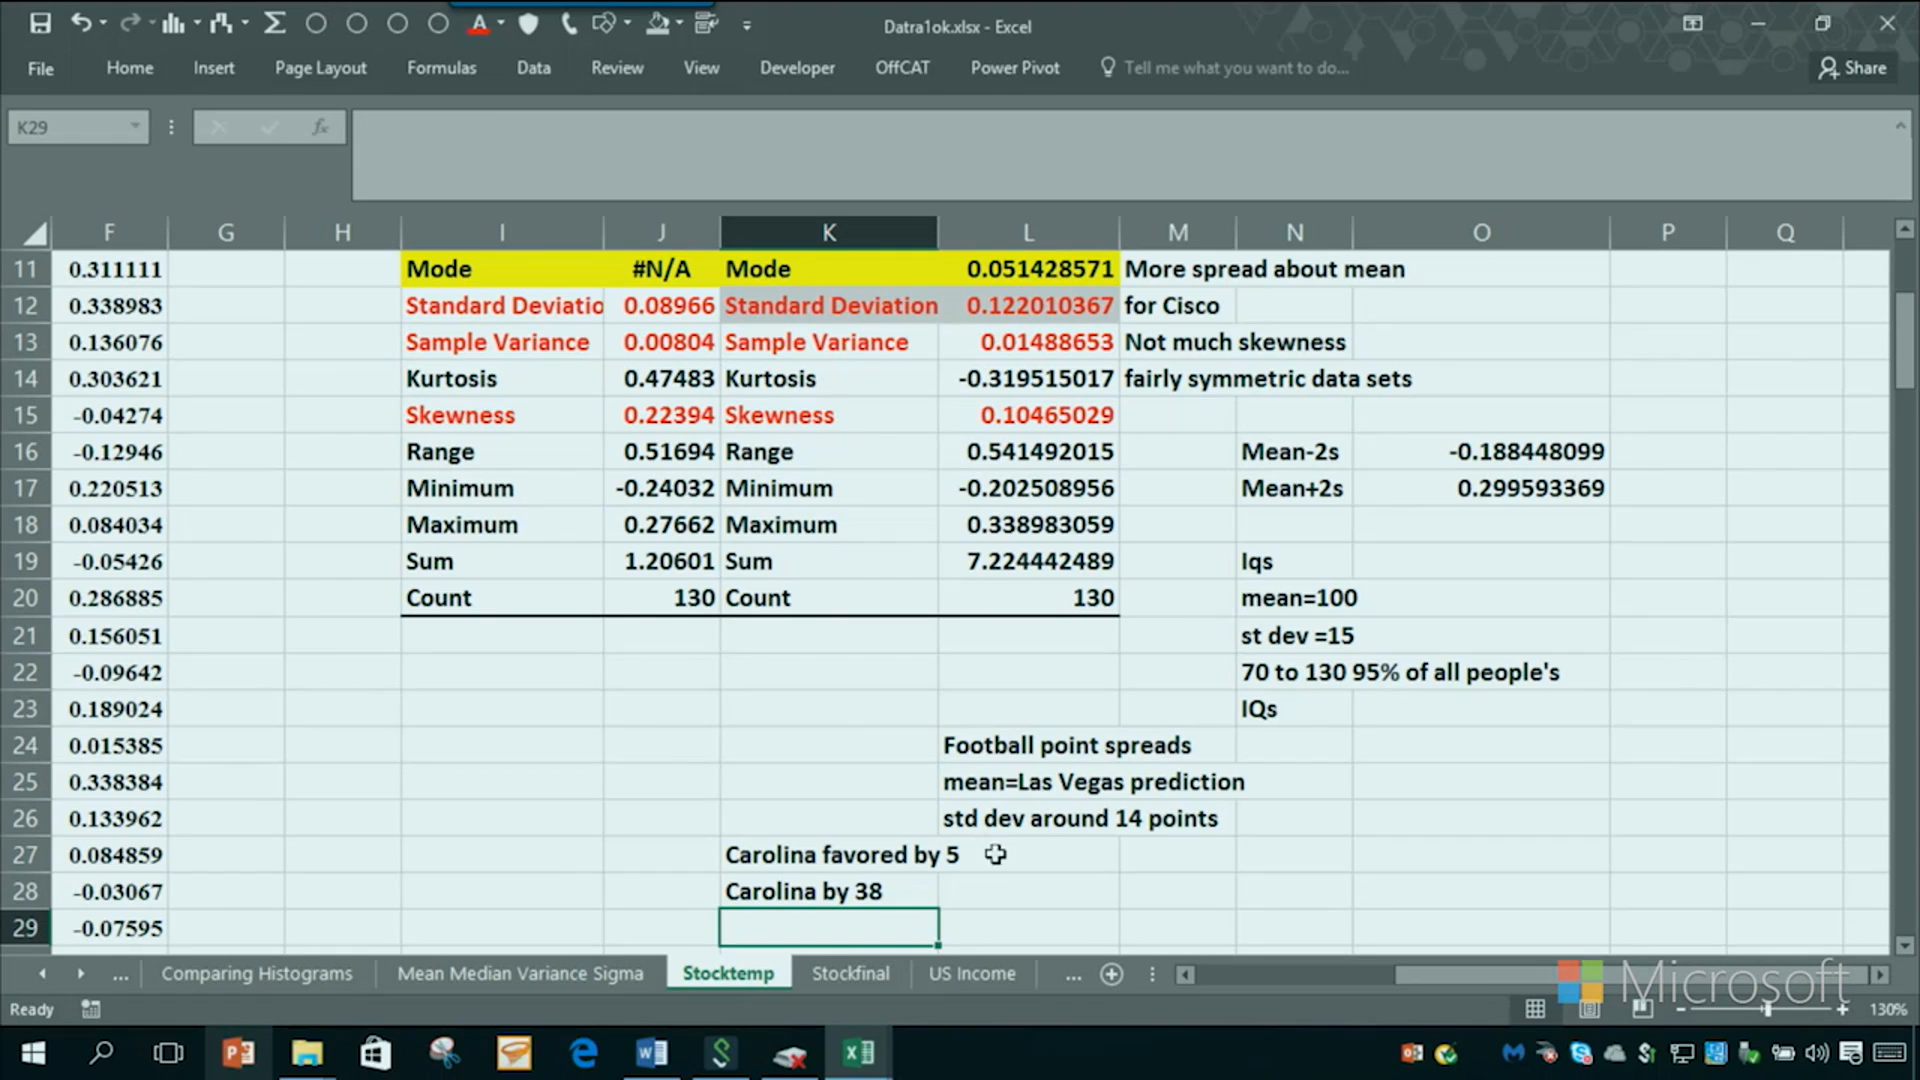 Datra1ok.xlsx - Excel
File Home Insert Page Layout Formulas Data Review View Developer OffCAT Power Pivot Tell me what you want to do... Share
K29 fx
F G H I J K L M N O P Q
11 0.311111 Mode #N/A Mode 0.051428571 More spread about mean
12 0.338983 Standard Deviatio 0.08966 Standard Deviation 0.122010367 for Cisco
13 0.136076 Sample Variance 0.00804 Sample Variance 0.01488653 Not much skewness
14 0.303621 Kurtosis 0.47483 Kurtosis -0.319515017 fairly symmetric data sets
15 -0.04274 Skewness 0.22394 Skewness 0.10465029
16 -0.12946 Range 0.51694 Range 0.541492015 Mean-2s -0.188448099
17 0.220513 Minimum -0.24032 Minimum -0.202508956 Mean+2s 0.299593369
18 0.084034 Maximum 0.27662 Maximum 0.338983059
19 -0.05426 Sum 1.20601 Sum 7.224442489 Iqs
20 0.286885 Count 130 Count 130 mean=100
21 0.156051 st dev =15
22 -0.09642 70 to 130 95% of all people's
23 0.189024 IQs
24 0.015385 Football point spreads
25 0.338384 mean=Las Vegas prediction
26 0.133962 std dev around 14 points
27 0.084859 Carolina favored by 5
28 -0.03067 Carolina by 38
29 -0.07595
... Comparing Histograms Mean Median Variance Sigma Stocktemp Stockfinal US Income ...
Microsoft
Ready 130%